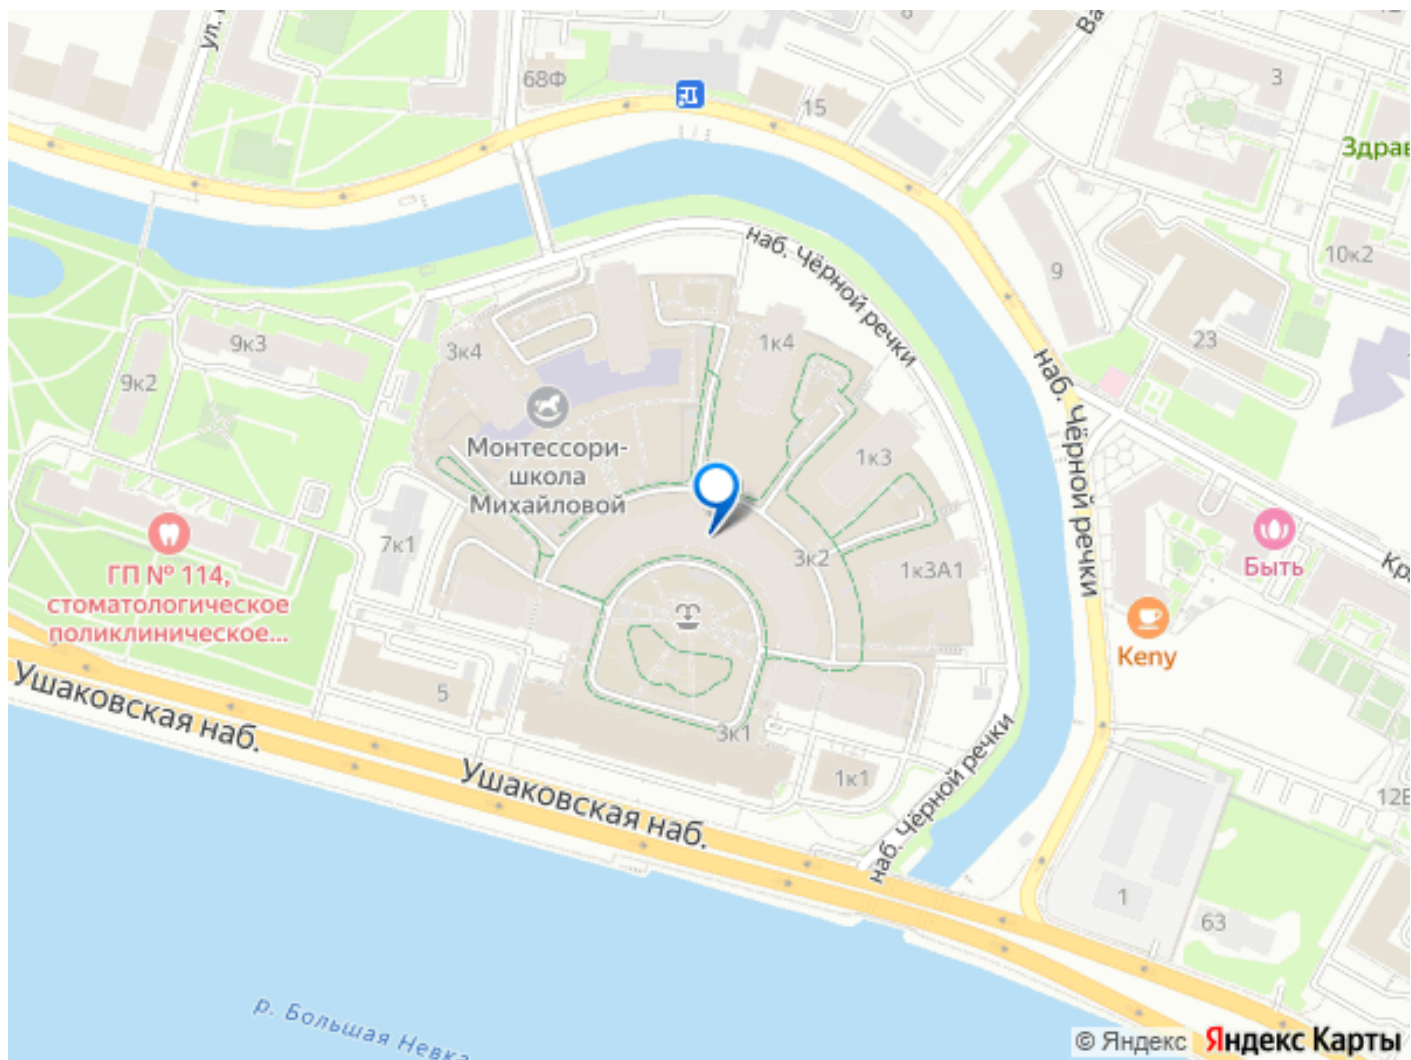 68Ф
8
15
3
Здрав
10к2
9
23
наб. Чёрной речки
наб. Чёрной речки
9к3
9к2
3к4
1к4
Монтессори-
школа
Михайловой
1к3
7к1
3к2
1к3А1
ГП № 114,
стоматологическое
поликлиническое...
Быть
Keny
5
3к1
1к1
наб. Чёрной речки
Ушаковская наб.
Ушаковская наб.
1
63
р. Большая Невка
© Яндекс
Яндекс Карты